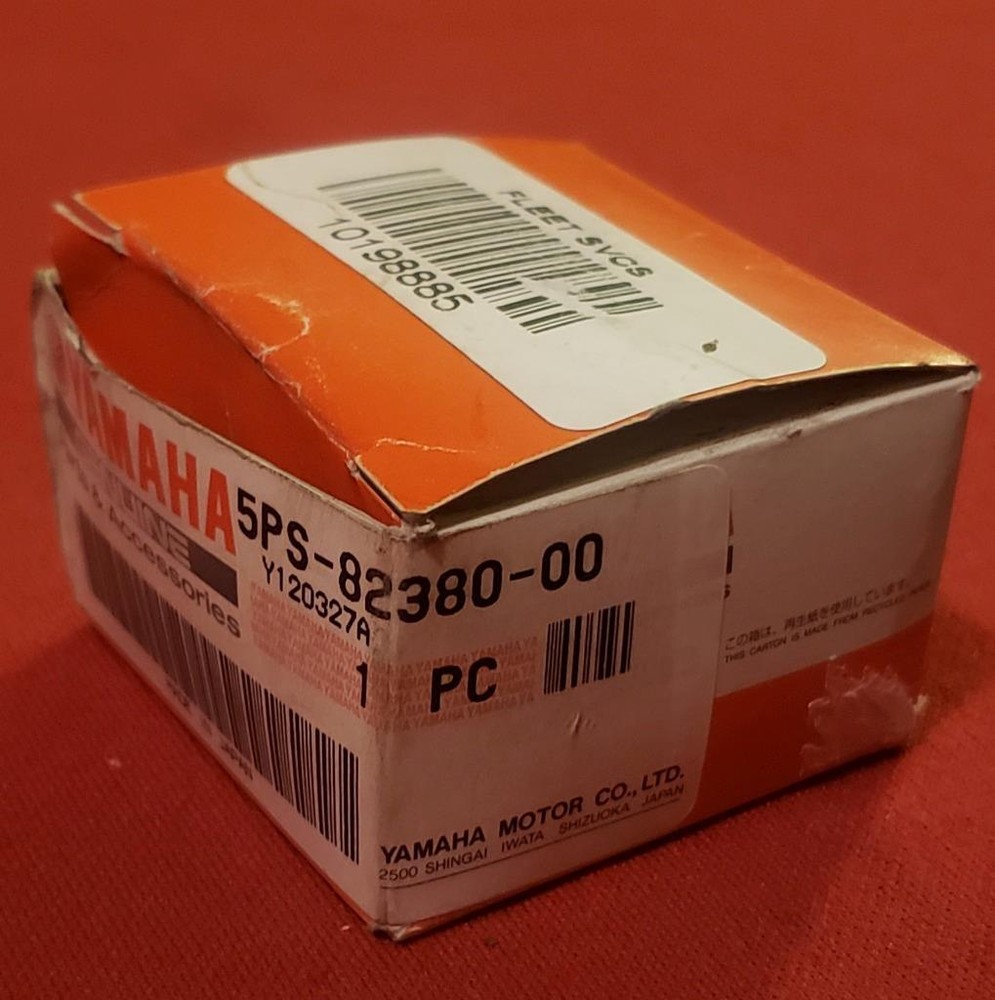 FLEET SVCS
10198885
YAMAHA
& Accessories
5PS-82380-00
Y120327A
1 PC
YAMAHA MOTOR CO., LTD.
2500 SHINGAI IWATA SHIZUOKA JAPAN
この箱は、再生紙を使用しています。
THIS CARTON IS MADE FROM RECYCLED PAPER